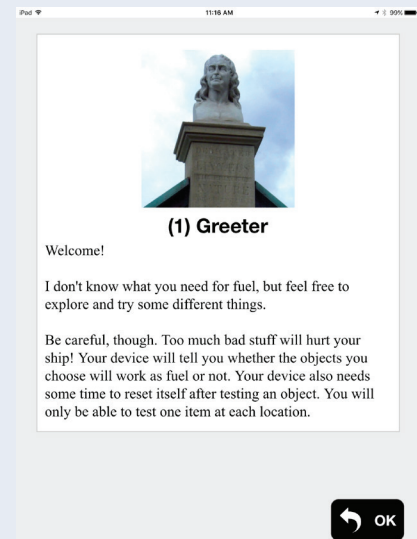 iPad
11:16 AM
99%
(1) Greeter
Welcome!
I don't know what you need for fuel, but feel free to
explore and try some different things.
Be careful, though. Too much bad stuff will hurt your
ship! Your device will tell you whether the objects you
choose will work as fuel or not. Your device also needs
some time to reset itself after testing an object. You will
only be able to test one item at each location.
OK